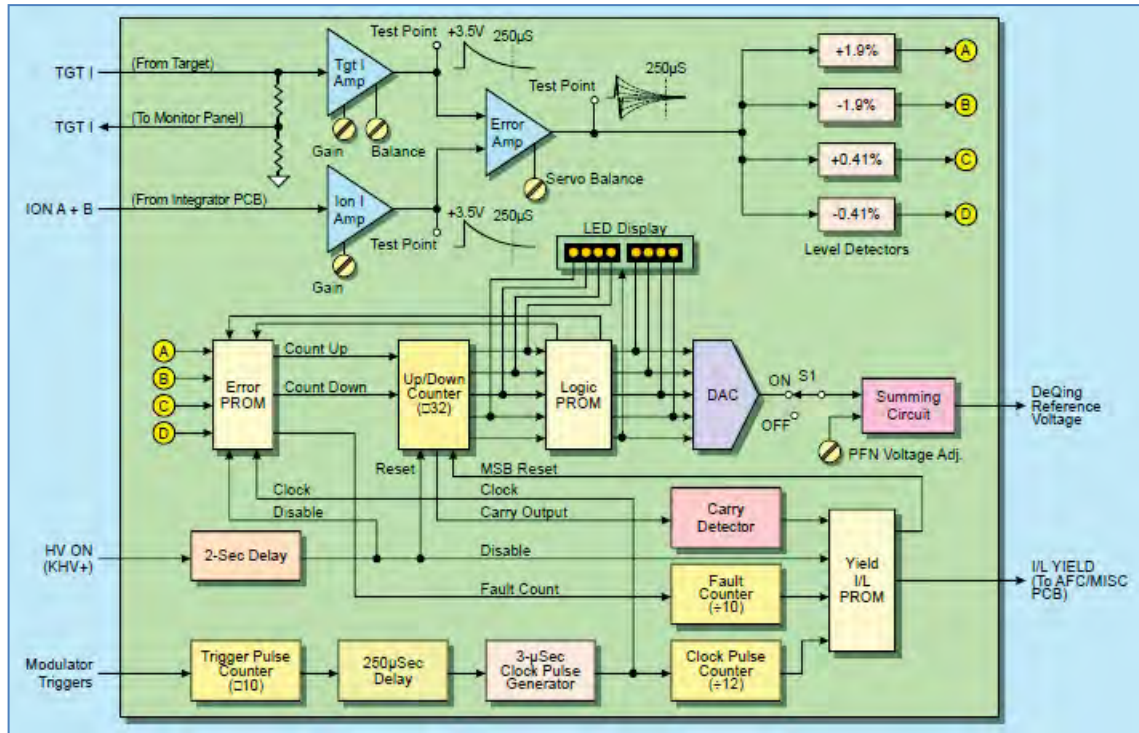 Test Point
+3.5V
250µS
TGT I
(From Target)
Tgt I
Amp
+1.9%
A
250µS
Test Point
TGT I
(To Monitor Panel)
-1.9%
B
Error
Amp
Gain
Balance
+0.41%
C
Servo Balance
ION A + B
(From Integrator PCB)
Ion I
Amp
+3.5V
250µS
-0.41%
D
Test Point
LED Display
Level Detectors
Gain
A
B
C
D
Error
PROM
Count Up
Count Down
Up/Down
Counter
(□32)
Logic
PROM
DAC
ON
S1
OFF
Summing
Circuit
DeQing
Reference
Voltage
PFN Voltage Adj.
Reset
MSB Reset
Clock
Clock
Disable
Carry Output
Carry
Detector
HV ON
(KHV+)
2-Sec Delay
Disable
Yield
I/L
PROM
I/L YIELD
(To AFC/MISC
PCB)
Fault Count
Fault
Counter
(÷10)
Modulator
Triggers
Trigger Pulse
Counter
(□10)
250µSec
Delay
3-µSec
Clock Pulse
Generator
Clock Pulse
Counter
(÷12)